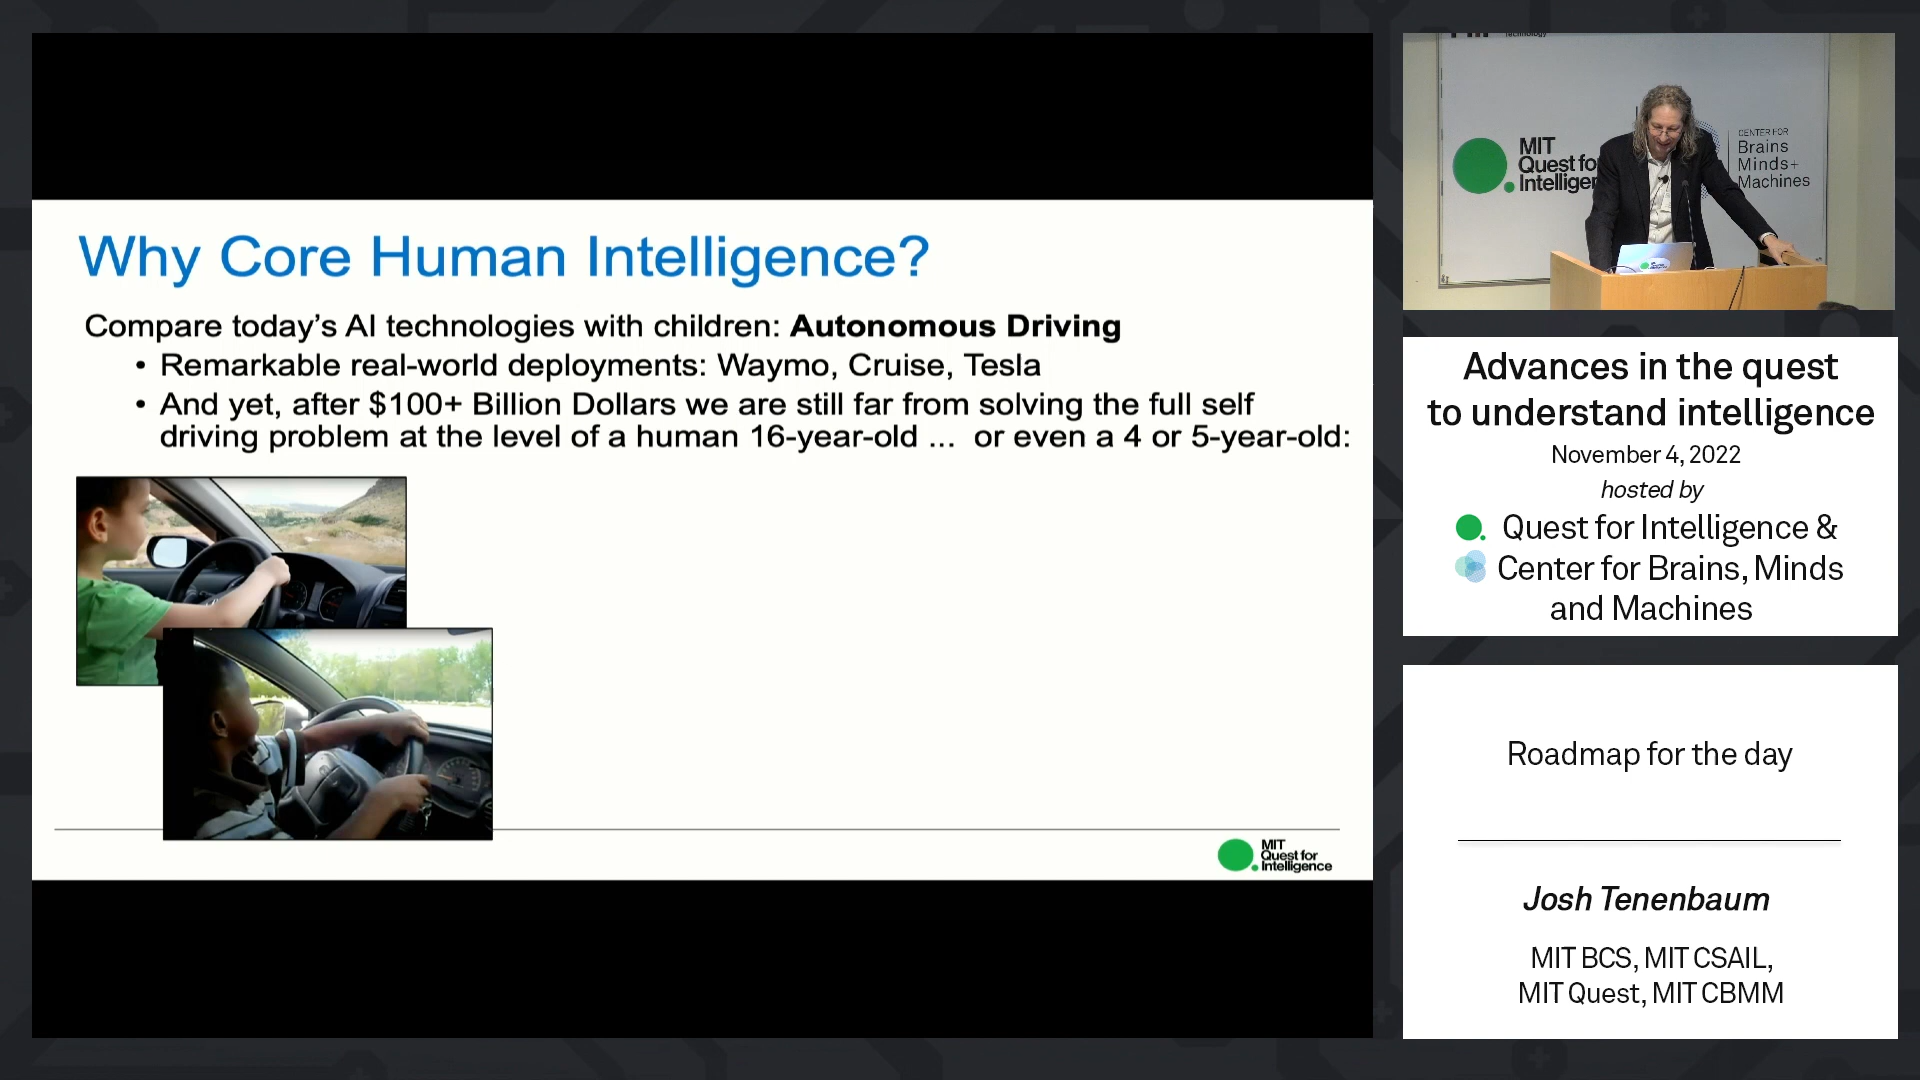 Why Core Human Intelligence?
Compare today's AI technologies with children: Autonomous Driving
• Remarkable real-world deployments: Waymo, Cruise, Tesla
• And yet, after $100+ Billion Dollars we are still far from solving the full self
driving problem at the level of a human 16-year-old ... or even a 4 or 5-year-old:
MIT
Quest for
Intelligence
MIT
Quest fo
Intelliger
CENTER FOR
Brains
Minds+
Machines
Advances in the quest
to understand intelligence
November 4, 2022
hosted by
Quest for Intelligence &
Center for Brains, Minds
and Machines
Roadmap for the day
Josh Tenenbaum
MIT BCS, MIT CSAIL,
MIT Quest, MIT CBMM